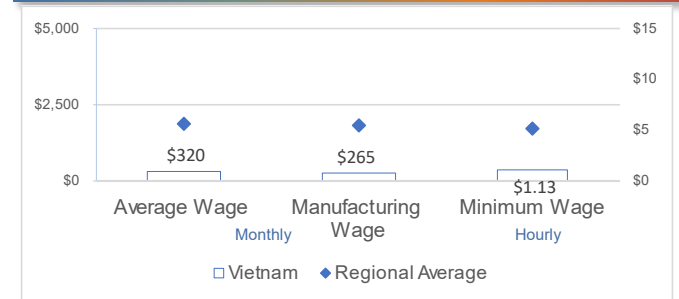 $5,000
$15
$10
$2,500
$5
$320
$265
$0
$0
$1.13
Average Wage
Manufacturing
Wage
Minimum Wage
Monthly
Hourly
Vietnam
Regional Average